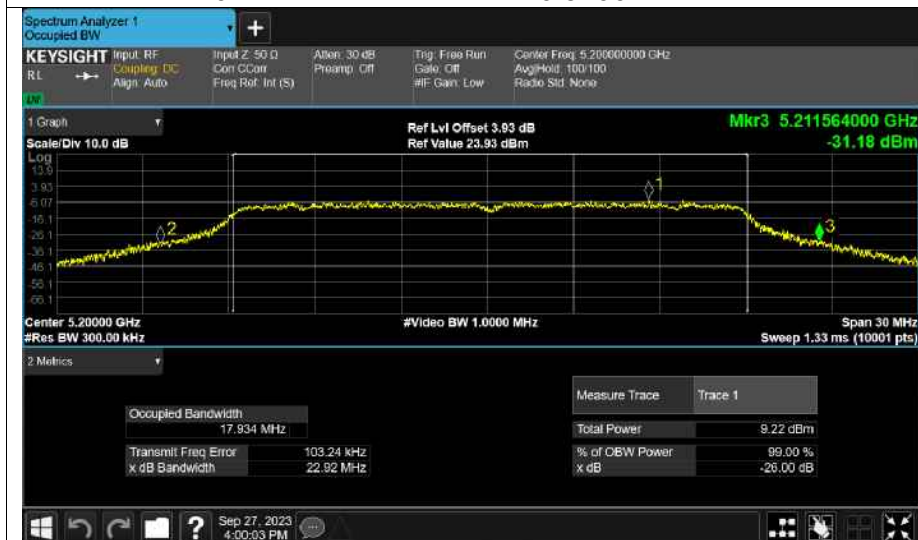 Spectrum Analyzer 1
Occupied BW
+
KEYSIGHT Input: RF Input Z: 50 Ω Atten: 30 dB Trig: Free Run Center Freq: 5.200000000 GHz
RL Coupling: DC Corr CCorr Preamp: Off Gate: Off Avg|Hold: 100/100
Align: Auto Freq Ref: Int (S) #IF Gain: Low Radio Std: None
1 Graph
Ref Lvl Offset 3.93 dB
Mkr3 5.211564000 GHz
Scale/Div 10.0 dB
Ref Value 23.93 dBm
-31.18 dBm
Log
13.9
3.93
-6.07
-16.1
-26.1
-36.1
-46.1
-56.1
-66.1
1
2
3
Center 5.20000 GHz #Video BW 1.0000 MHz Span 30 MHz
#Res BW 300.00 kHz Sweep 1.33 ms (10001 pts)
2 Metrics
Measure Trace Trace 1
Occupied Bandwidth
17.934 MHz
Total Power 9.22 dBm
Transmit Freq Error 103.24 kHz % of OBW Power 99.00 %
x dB Bandwidth 22.92 MHz x dB -26.00 dB
?
Sep 27, 2023
4:00:03 PM